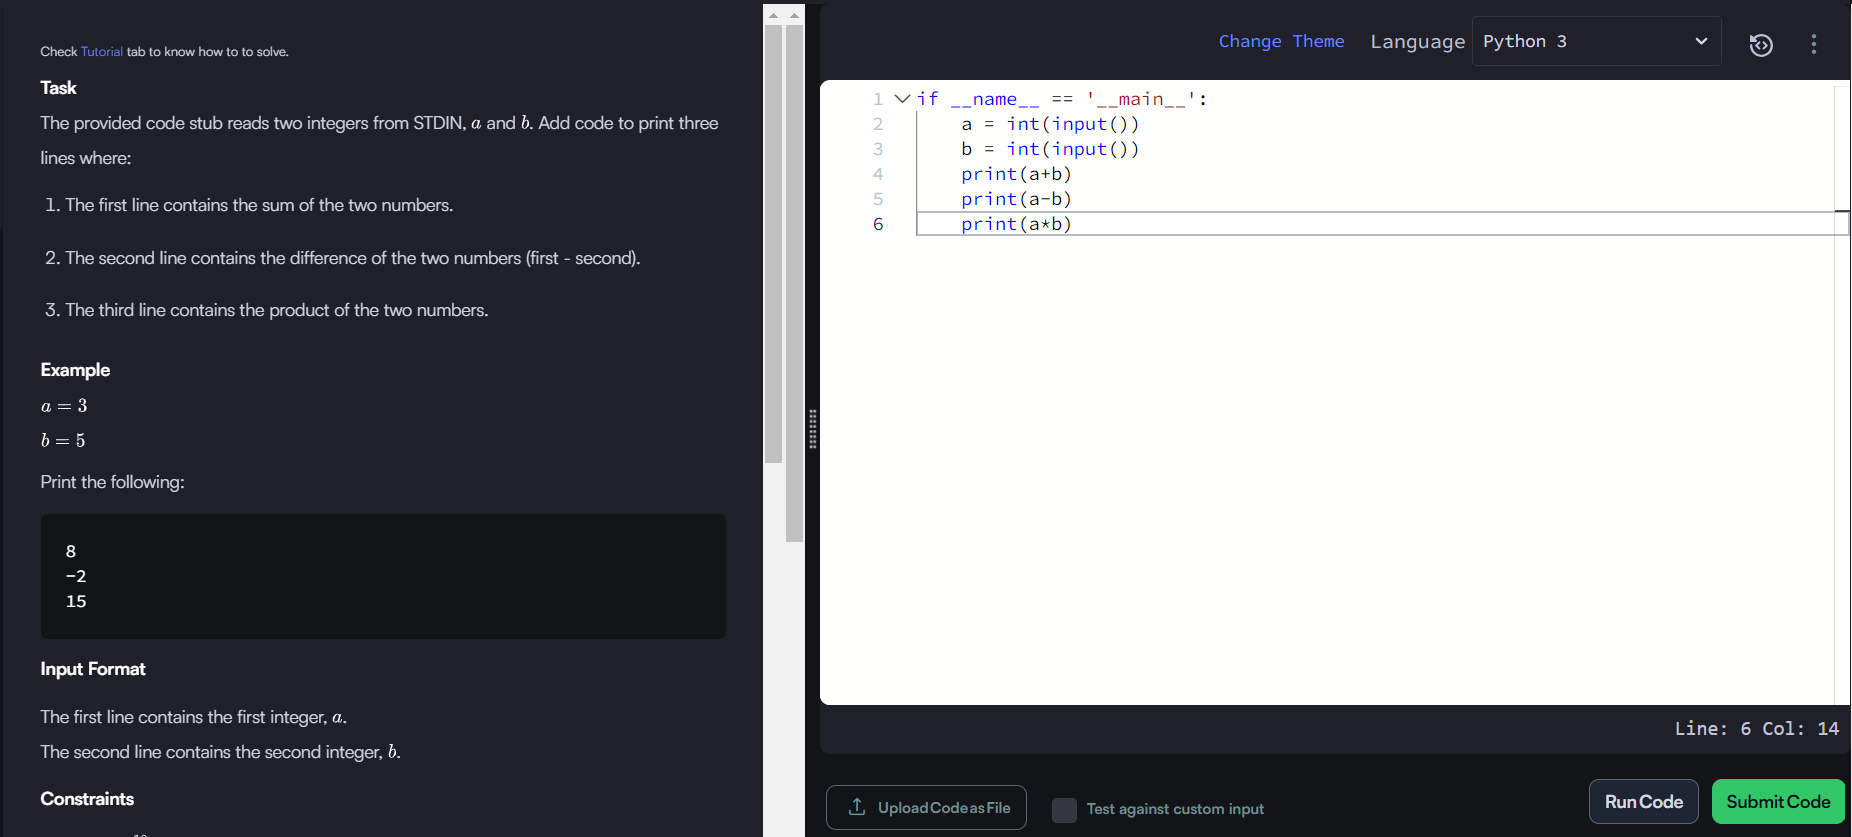 Check Tutorial tab to know how to to solve.
Task
The provided code stub reads two integers from STDIN, a and b. Add code to print three
lines where:
1. The first line contains the sum of the two numbers.
2. The second line contains the difference of the two numbers (first - second).
3. The third line contains the product of the two numbers.
Example
a = 3
b = 5
Print the following:
8
-2
15
Input Format
The first line contains the first integer, a.
The second line contains the second integer, b.
Constraints
Change Theme Language Python 3
1 if __name__ == '__main__':
2 a = int(input())
3 b = int(input())
4 print(a+b)
5 print(a-b)
6 print(a*b)
Line: 6 Col: 14
Upload Code as File
Test against custom input
Run Code
Submit Code